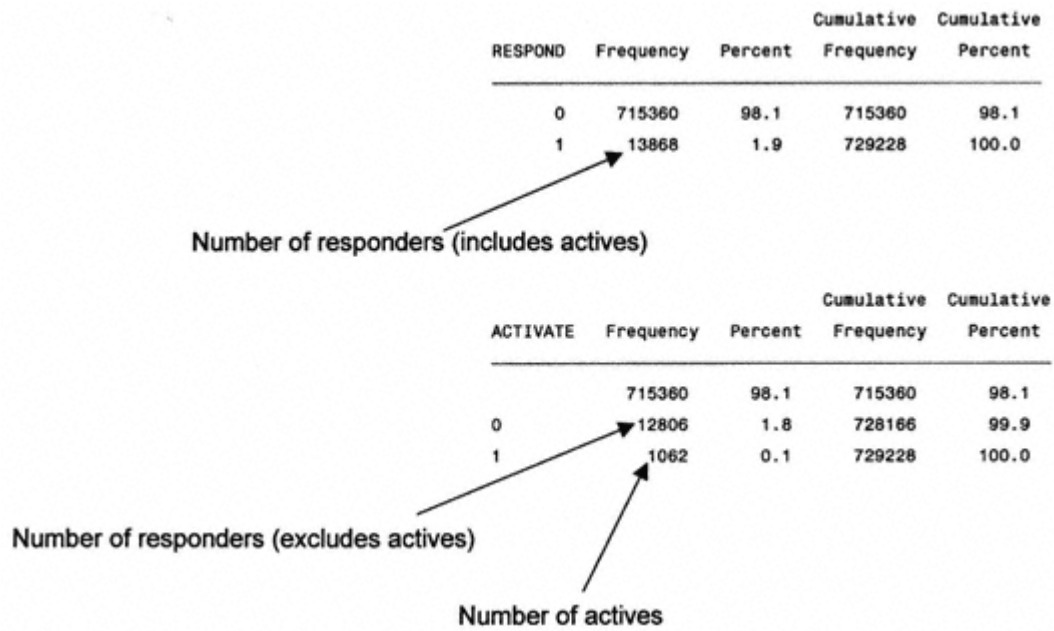 Cumulative Cumulative
RESPOND Frequency Percent Frequency Percent
0 715360 98.1 715360 98.1
1 13868 1.9 729228 100.0
Number of responders (includes actives)
Cumulative Cumulative
ACTIVATE Frequency Percent Frequency Percent
715360 98.1 715360 98.1
0 12806 1.8 728166 99.9
1 1062 0.1 729228 100.0
Number of responders (excludes actives)
Number of actives